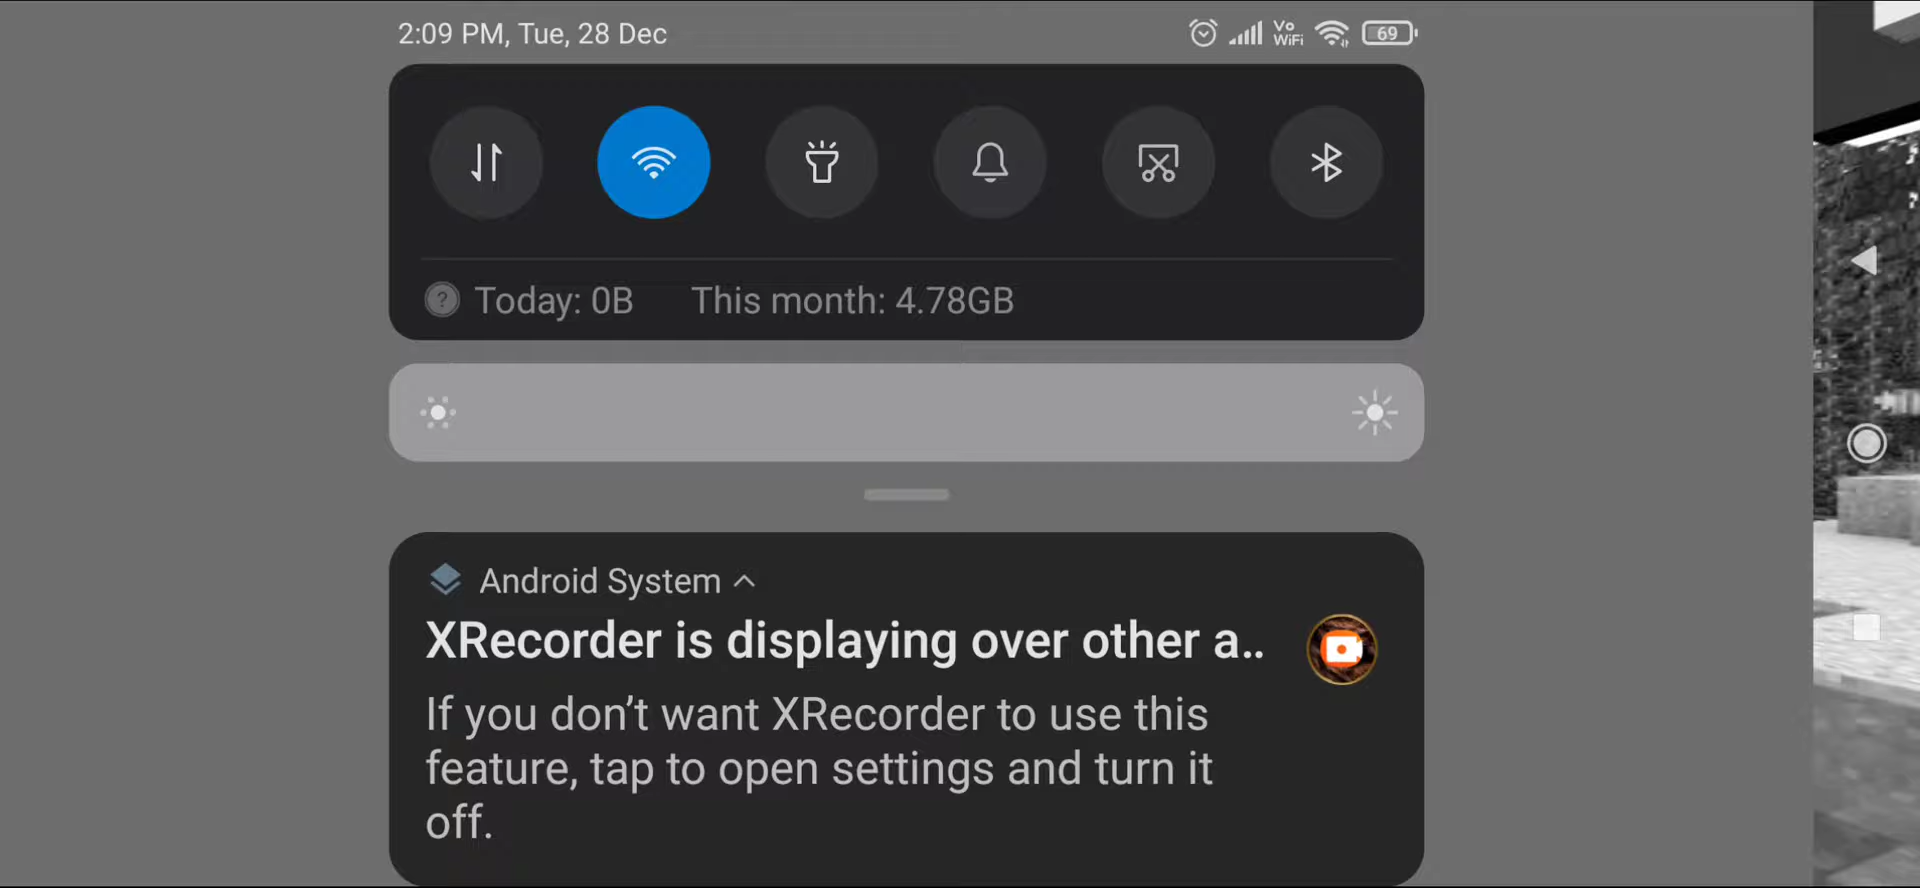 2:09 PM, Tue, 28 Dec
Vo
WiFi
69
Today: 0B This month: 4.78GB
Android System
XRecorder is displaying over other a..
If you don’t want XRecorder to use this
feature, tap to open settings and turn it
off.